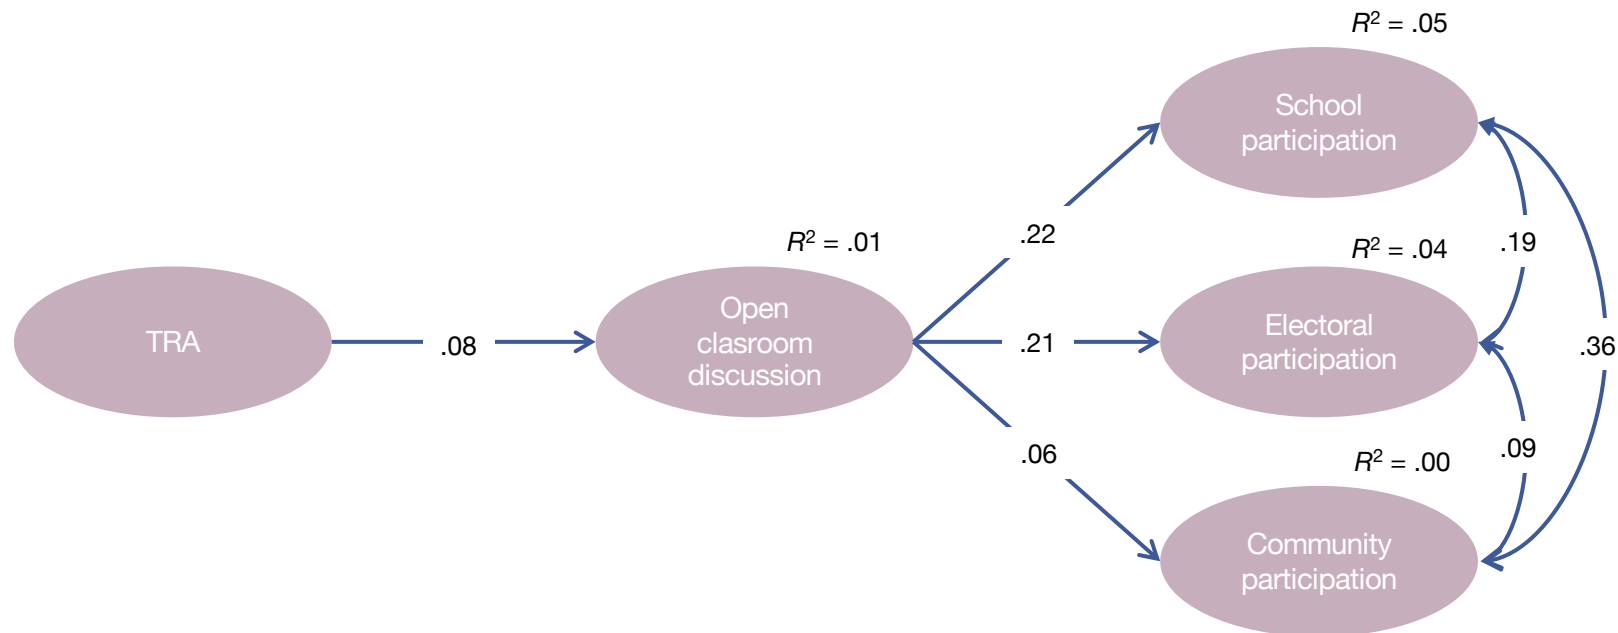 R² = .05
School
participation
.22
R² = .01
R² = .04
.19
TRA
.08
Open
clasroom
discussion
.21
Electoral
participation
.36
.06
R² = .00
.09
Community
participation